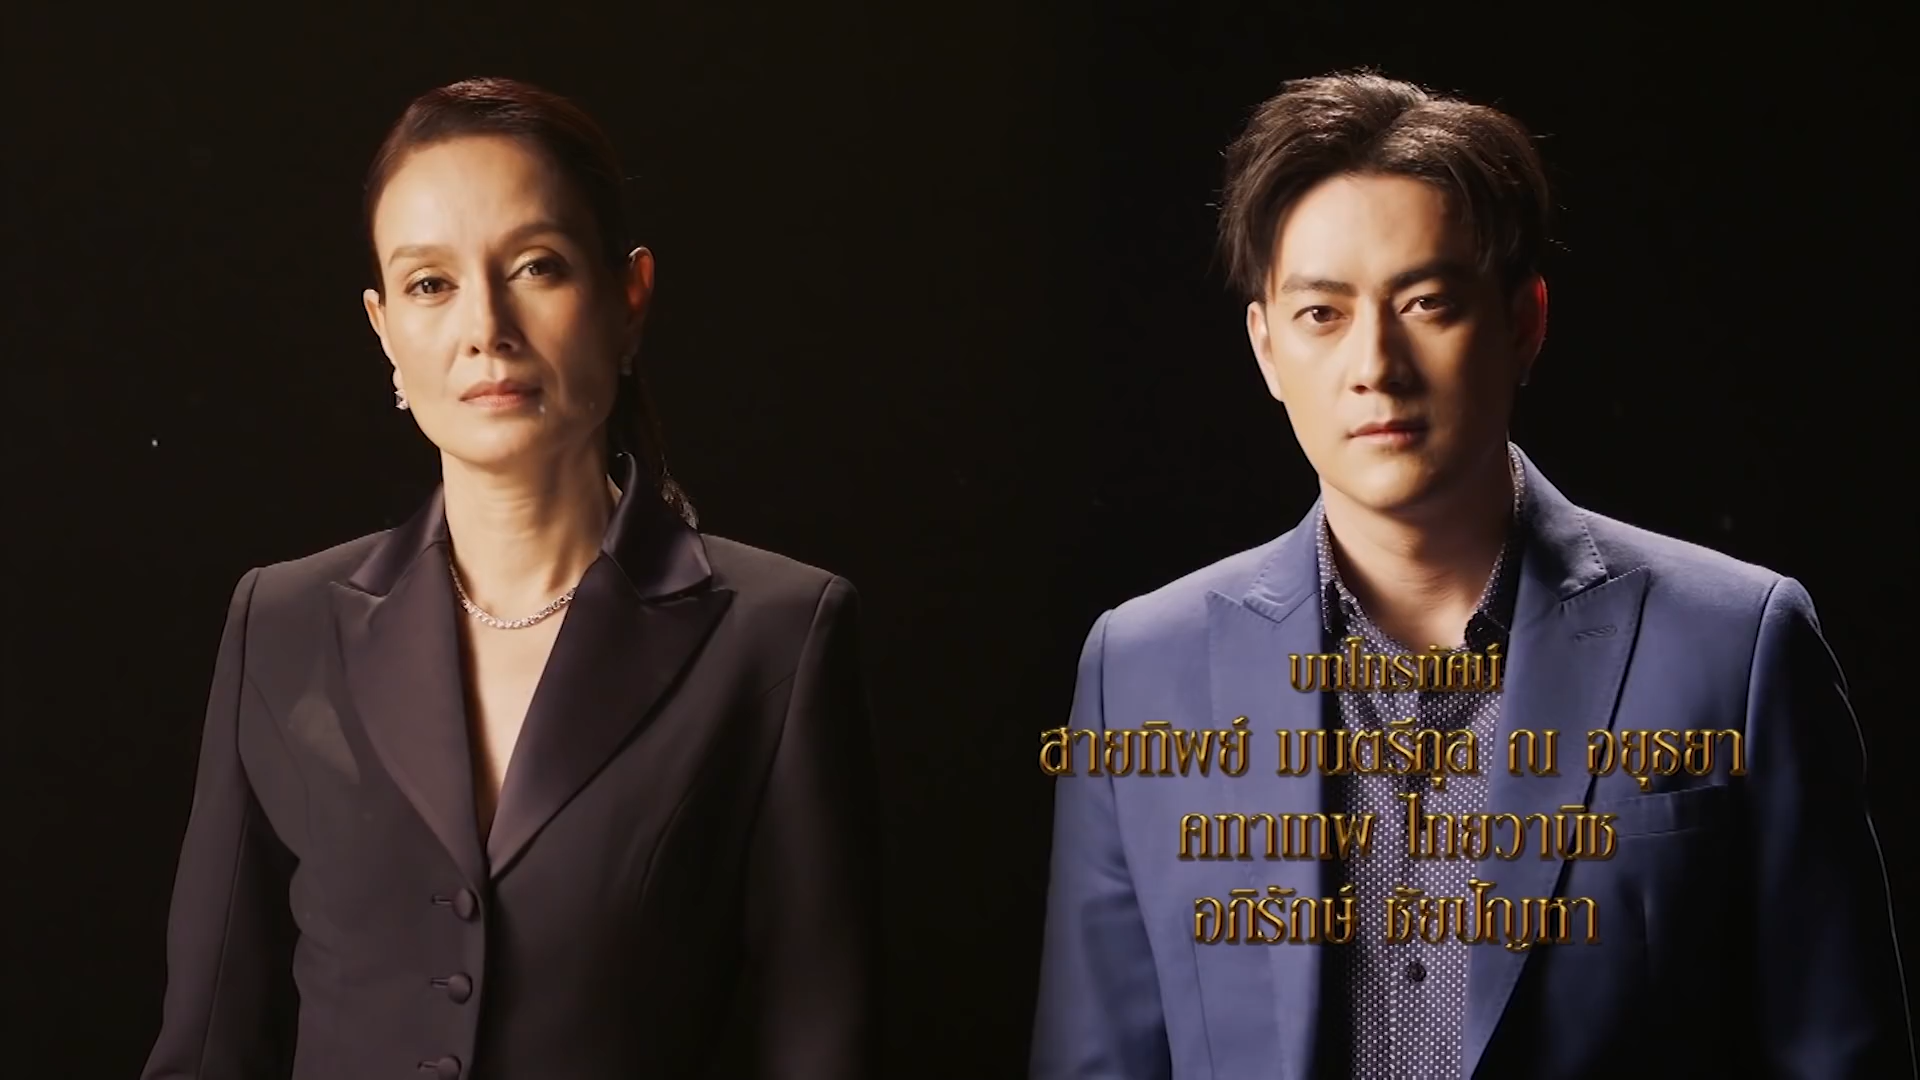 บทโทรทัศน์
สายทิพย์ มนตรีกุล ณ อยุธยา
คทาเทพ ไทยวานิช
อภิรักษ์ ชัยปัญหา